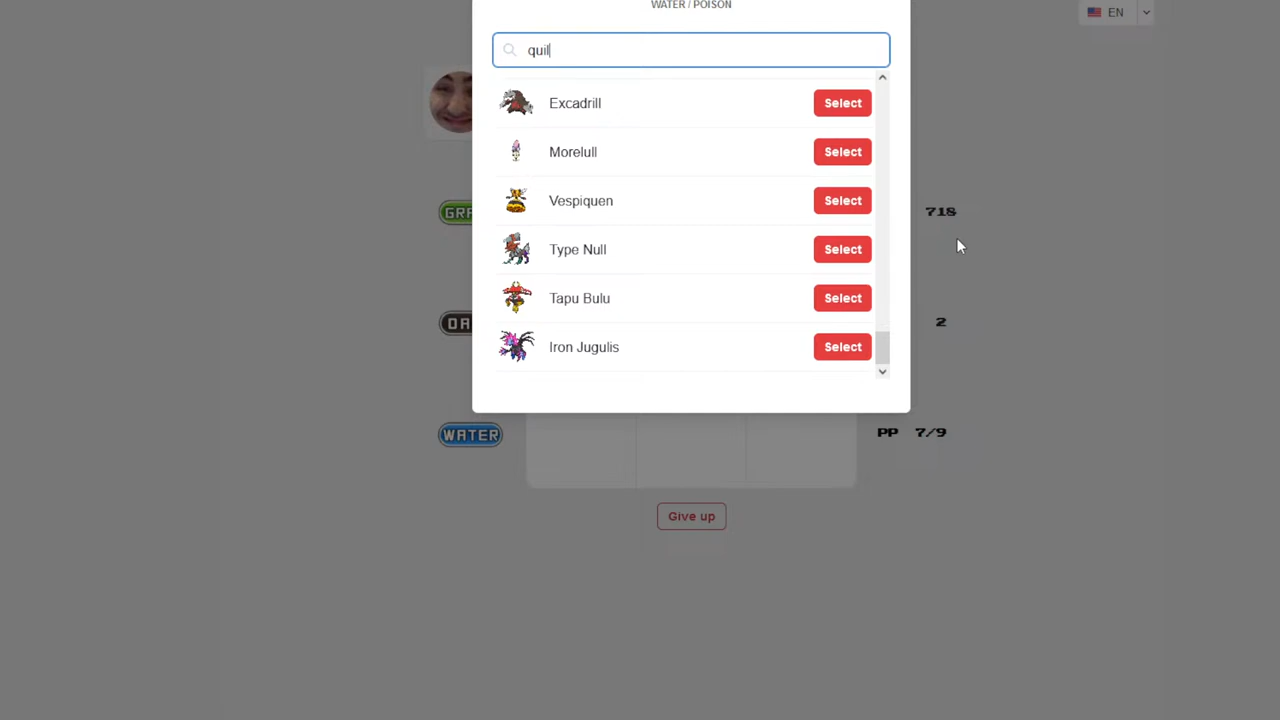 WATER / POISON
EN
quil
Excadrill Select
Morelull Select
Vespiquen Select
718
Type Null Select
Tapu Bulu Select
2
Iron Jugulis Select
WATER
PP 7/9
Give up